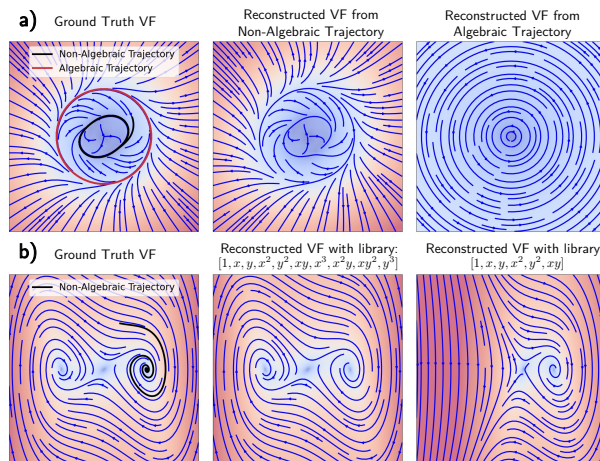 a)
Ground Truth VF
Reconstructed VF from
Non-Algebraic Trajectory
Reconstructed VF from
Algebraic Trajectory
Non-Algebraic Trajectory
Algebraic Trajectory
b)
Ground Truth VF
Reconstructed VF with library:
[1, x, y, x², y², xy, x³, x²y, xy², y³]
Reconstructed VF with library
[1, x, y, x², y², xy]
Non-Algebraic Trajectory